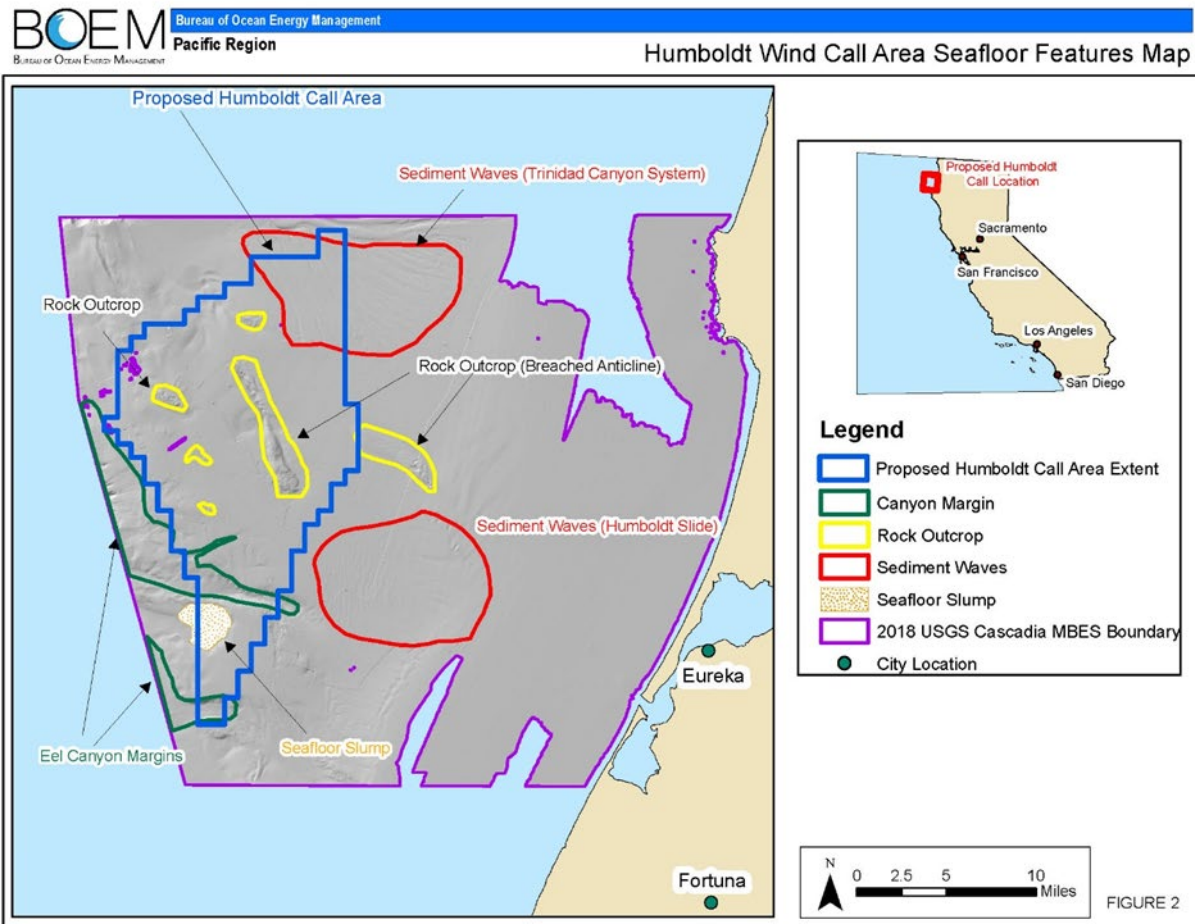 BOEM
BUREAU OF OCEAN ENERGY MANAGEMENT
Bureau of Ocean Energy Management
Pacific Region
Humboldt Wind Call Area Seafloor Features Map
Proposed Humboldt Call Area
Sediment Waves (Trinidad Canyon System)
Rock Outcrop
Rock Outcrop (Breached Anticline)
Sediment Waves (Humboldt Slide)
Eureka
Eel Canyon Margins
Seafloor Slump
Fortuna
Proposed Humboldt
Call Location
Sacramento
San Francisco
Los Angeles
San Diego
Legend
Proposed Humboldt Call Area Extent
Canyon Margin
Rock Outcrop
Sediment Waves
Seafloor Slump
2018 USGS Cascadia MBES Boundary
City Location
N
0 2.5 5 10
Miles
FIGURE 2